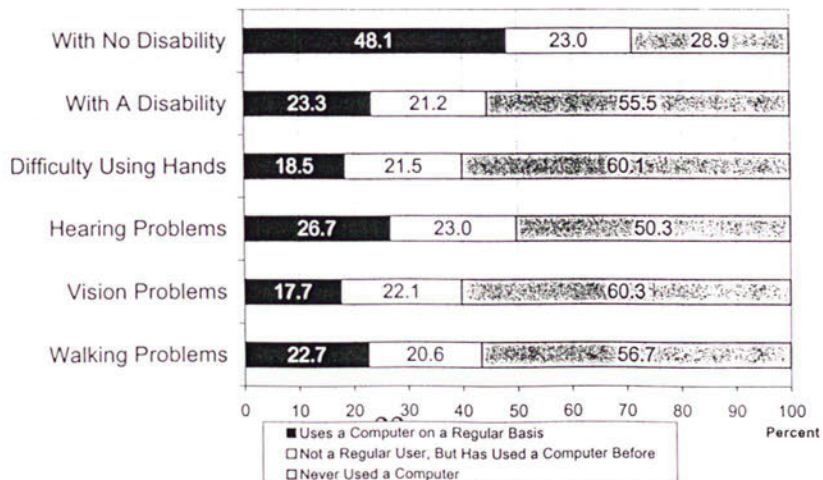 With No Disability 48.1 23.0 28.9
With A Disability 23.3 21.2 55.5
Difficulty Using Hands 18.5 21.5 60.1
Hearing Problems 26.7 23.0 50.3
Vision Problems 17.7 22.1 60.3
Walking Problems 22.7 20.6 56.7
0 10 20 30 40 50 60 70 80 90 100
Percent
Uses a Computer on a Regular Basis
Not a Regular User, But Has Used a Computer Before
Never Used a Computer